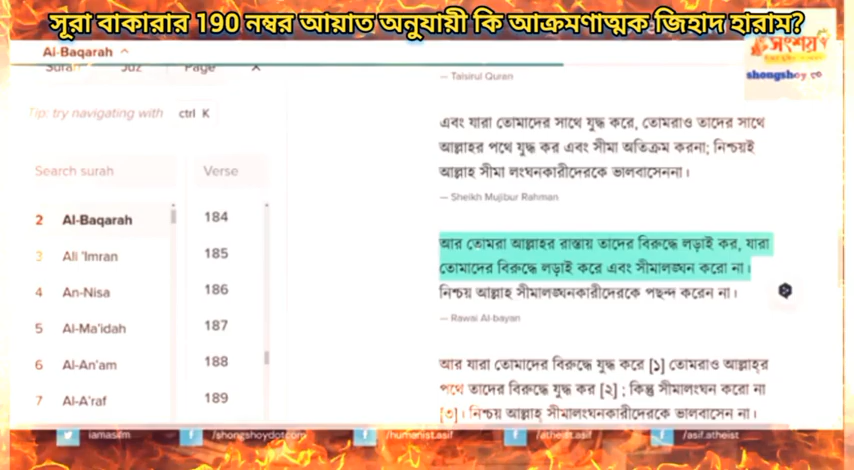 সূরা বাকারার 190 নম্বর আয়াত অনুযায়ী কি আক্রমণাত্মক জিহাদ হারাম?
Al-Baqarah
সংশয়
shongshoy.co
Surah Juz Page
Tip: try navigating with ctrl K
Search surah Verse
2 Al-Baqarah 184
3 Ali 'Imran 185
4 An-Nisa 186
5 Al-Ma'idah 187
6 Al-An'am 188
7 Al-A'raf 189
— Taisirul Quran
এবং যারা তোমাদের সাথে যুদ্ধ করে, তোমরাও তাদের সাথে
আল্লাহর পথে যুদ্ধ কর এবং সীমা অতিক্রম করনা; নিশ্চয়ই
আল্লাহ সীমা লংঘনকারীদেরকে ভালবাসেননা।
— Sheikh Mujibur Rahman
আর তোমরা আল্লাহর রাস্তায় তাদের বিরুদ্ধে লড়াই কর, যারা
তোমাদের বিরুদ্ধে লড়াই করে এবং সীমালঙ্ঘন করো না।
নিশ্চয় আল্লাহ সীমালঙ্ঘনকারীদেরকে পছন্দ করেন না।
— Rawai Al-bayan
আর যারা তোমাদের বিরুদ্ধে যুদ্ধ করে [১] তোমরাও আল্লাহ্‌র
পথে তাদের বিরুদ্ধে যুদ্ধ কর [২] ; কিন্তু সীমালংঘন করো না
[৩]। নিশ্চয় আল্লাহ্‌ সীমালংঘনকারীদেরকে ভালবাসেন না।
/shongshoydotcom /humanist.asif /atheist.asif /asif.atheist